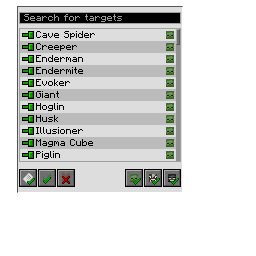 Search for targets
Cave Spider
Creeper
Enderman
Endermite
Evoker
Giant
Hoglin
Husk
Illusioner
Magma Cube
Piglin